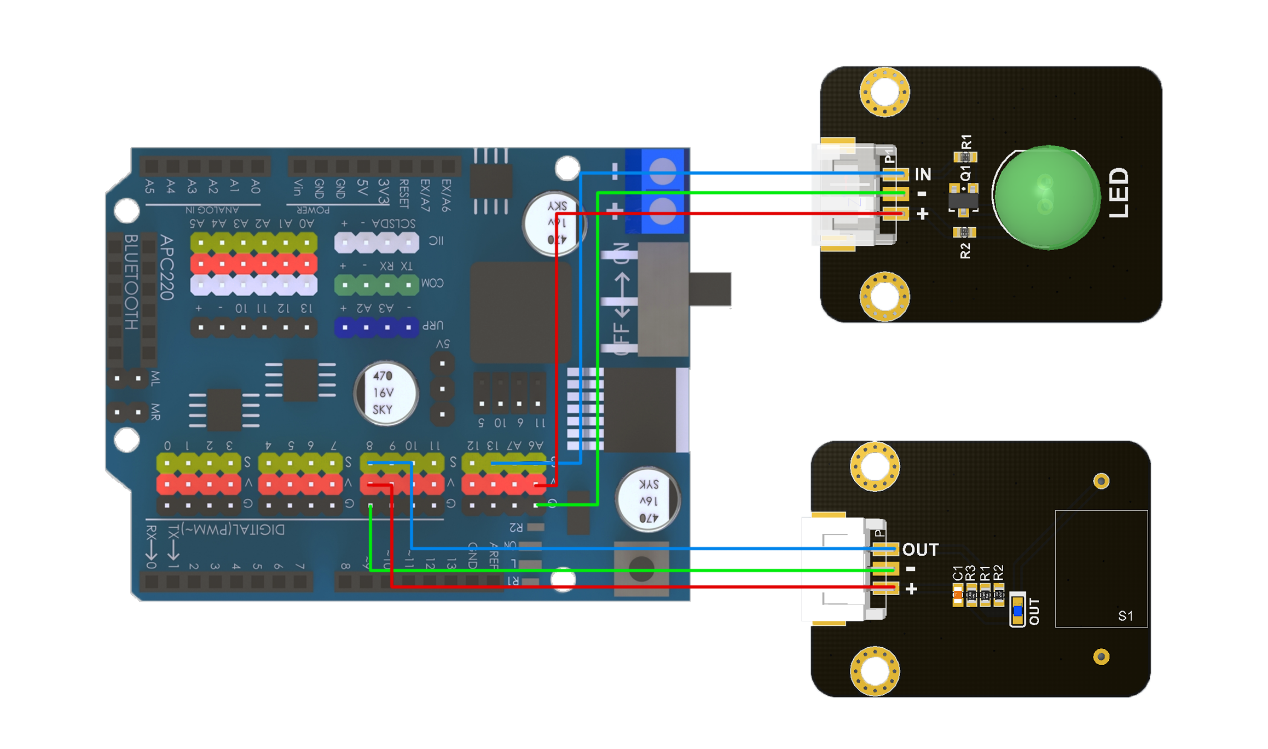 A5 A4 A3 A2 A1 A0
Vin GND GND 5V 3V3 RESET EX/A7 EX/A6
ANALOG IN
POWER
A5 A4 A3 A2 A1 A0
+ - SCLSDA
IIC
+ - RX TX
COM
+ - 10 11 12 13
+ A2 A3 -
URP
APC220
BLUETOOTH
ML
MR
5V
470
16V
SKY
5 10 6 11
SKY
16v
470
-
+
ON
OFF
0 1 2 3
4 5 6 7
8 9 10 11
12 13 A7 A6
S S S
V V V V
G G G G
DIGITAL(PWM~)
RX→0
TX→1
2 3 4 5 6 7
8 ~9 ~10 ~11 12 13 GND AREF
R2
ON
L
R1
SYK
16v
470
P1
IN
-
+
R1
Q1
R2
LED
P
OUT
-
+
C1
R3
R1
R2
OUT
S1